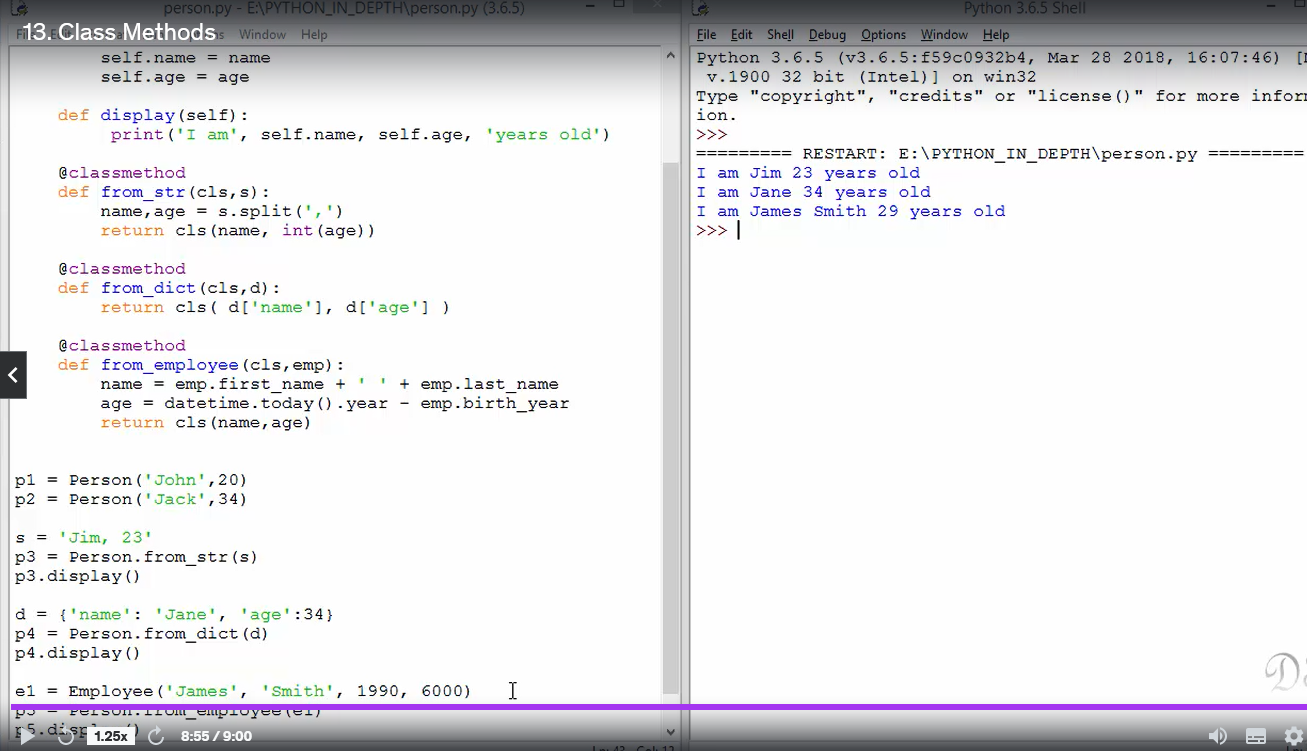 person.py - E:\PYTHON_IN_DEPTH\person.py (3.6.5)
13. Class Methods
Window Help
self.name = name
self.age = age
def display(self):
print('I am', self.name, self.age, 'years old')
@classmethod
def from_str(cls,s):
name,age = s.split(',')
return cls(name, int(age))
@classmethod
def from_dict(cls,d):
return cls( d['name'], d['age'] )
@classmethod
def from_employee(cls,emp):
name = emp.first_name + ' ' + emp.last_name
age = datetime.today().year - emp.birth_year
return cls(name,age)
p1 = Person('John',20)
p2 = Person('Jack',34)
s = 'Jim, 23'
p3 = Person.from_str(s)
p3.display()
d = {'name': 'Jane', 'age':34}
p4 = Person.from_dict(d)
p4.display()
e1 = Employee('James', 'Smith', 1990, 6000)
p5 = Person.from_employee(e1)
p5.display()
1.25x 8:55 / 9:00
Python 3.6.5 Shell
File Edit Shell Debug Options Window Help
Python 3.6.5 (v3.6.5:f59c0932b4, Mar 28 2018, 16:07:46) [
v.1900 32 bit (Intel)] on win32
Type "copyright", "credits" or "license()" for more infor
ion.
>>>
========= RESTART: E:\PYTHON_IN_DEPTH\person.py =========
I am Jim 23 years old
I am Jane 34 years old
I am James Smith 29 years old
>>>